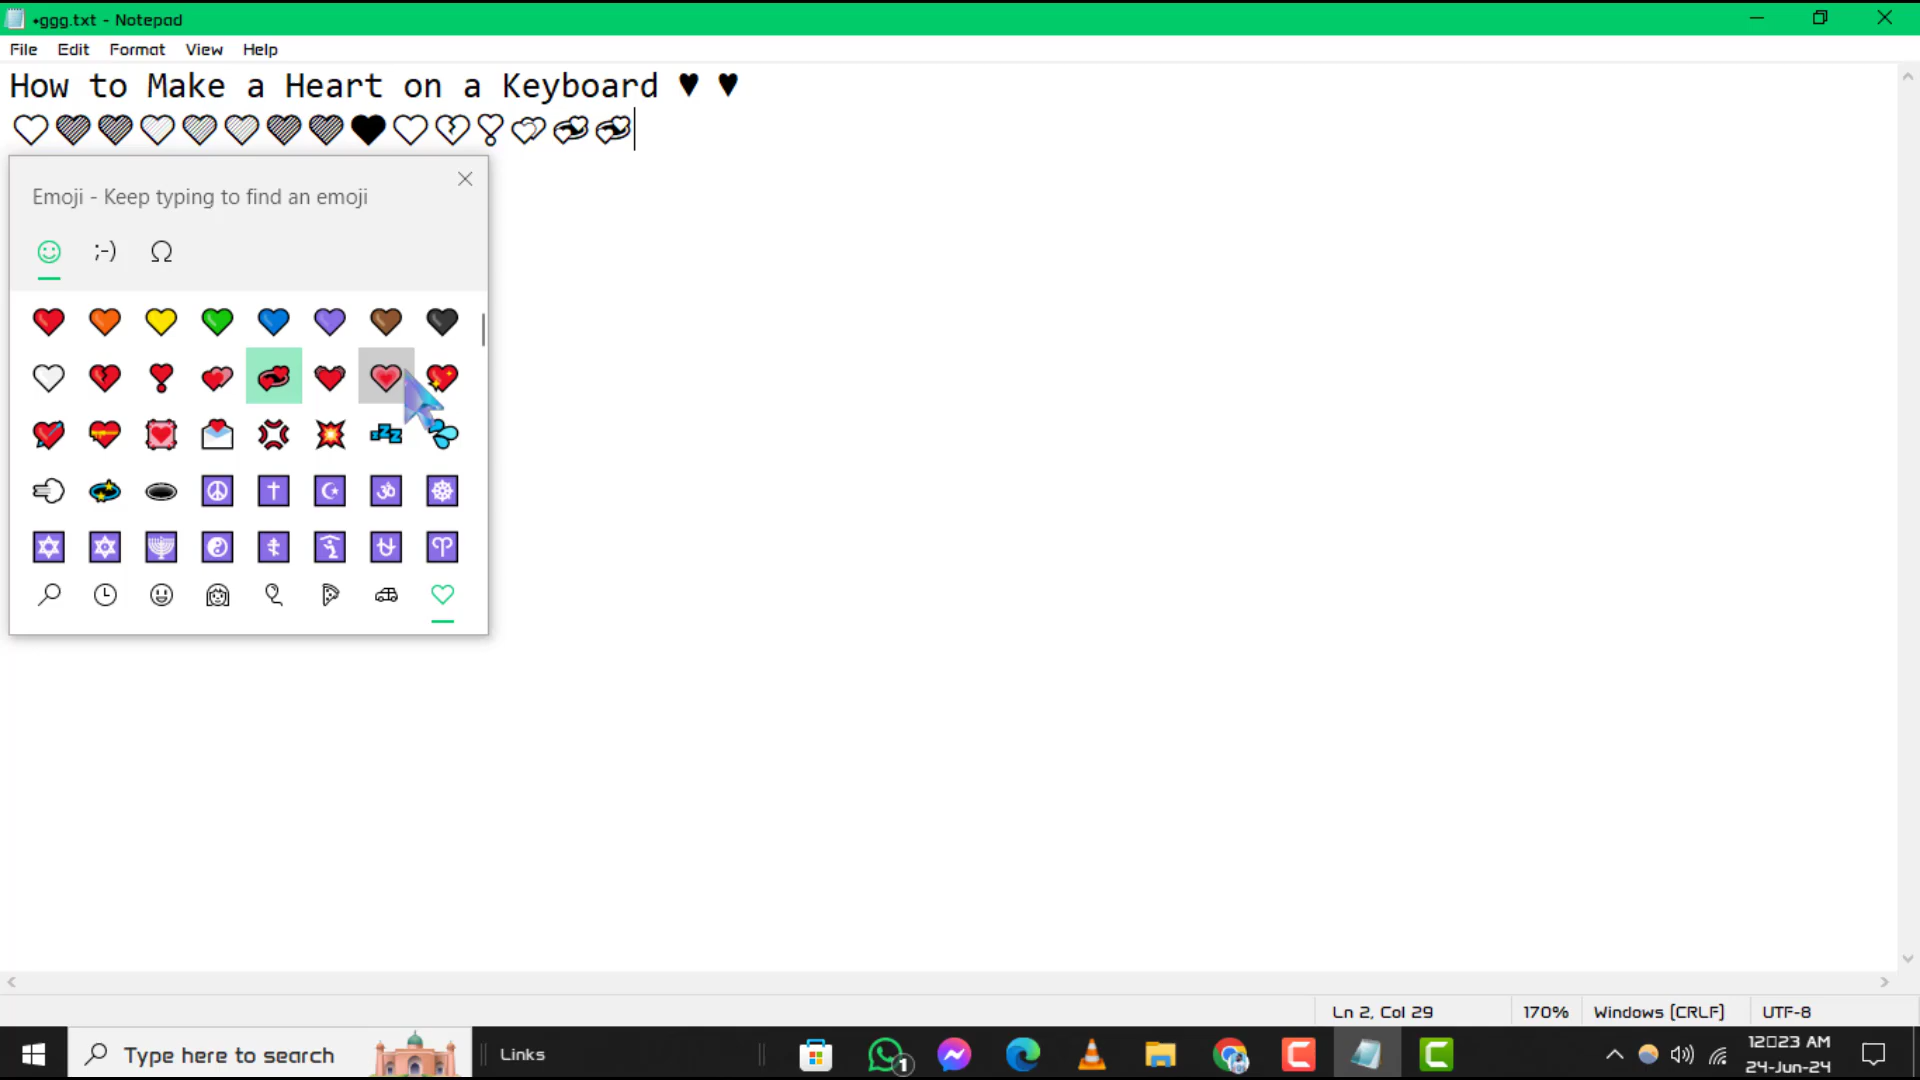 *ggg.txt - Notepad
File Edit Format View Help
How to Make a Heart on a Keyboard ♥ ♥
Emoji - Keep typing to find an emoji
;-) Ω
Ln 2, Col 29 170% Windows (CRLF) UTF-8
Type here to search
Links
1
12▯23 AM
24-Jun-24